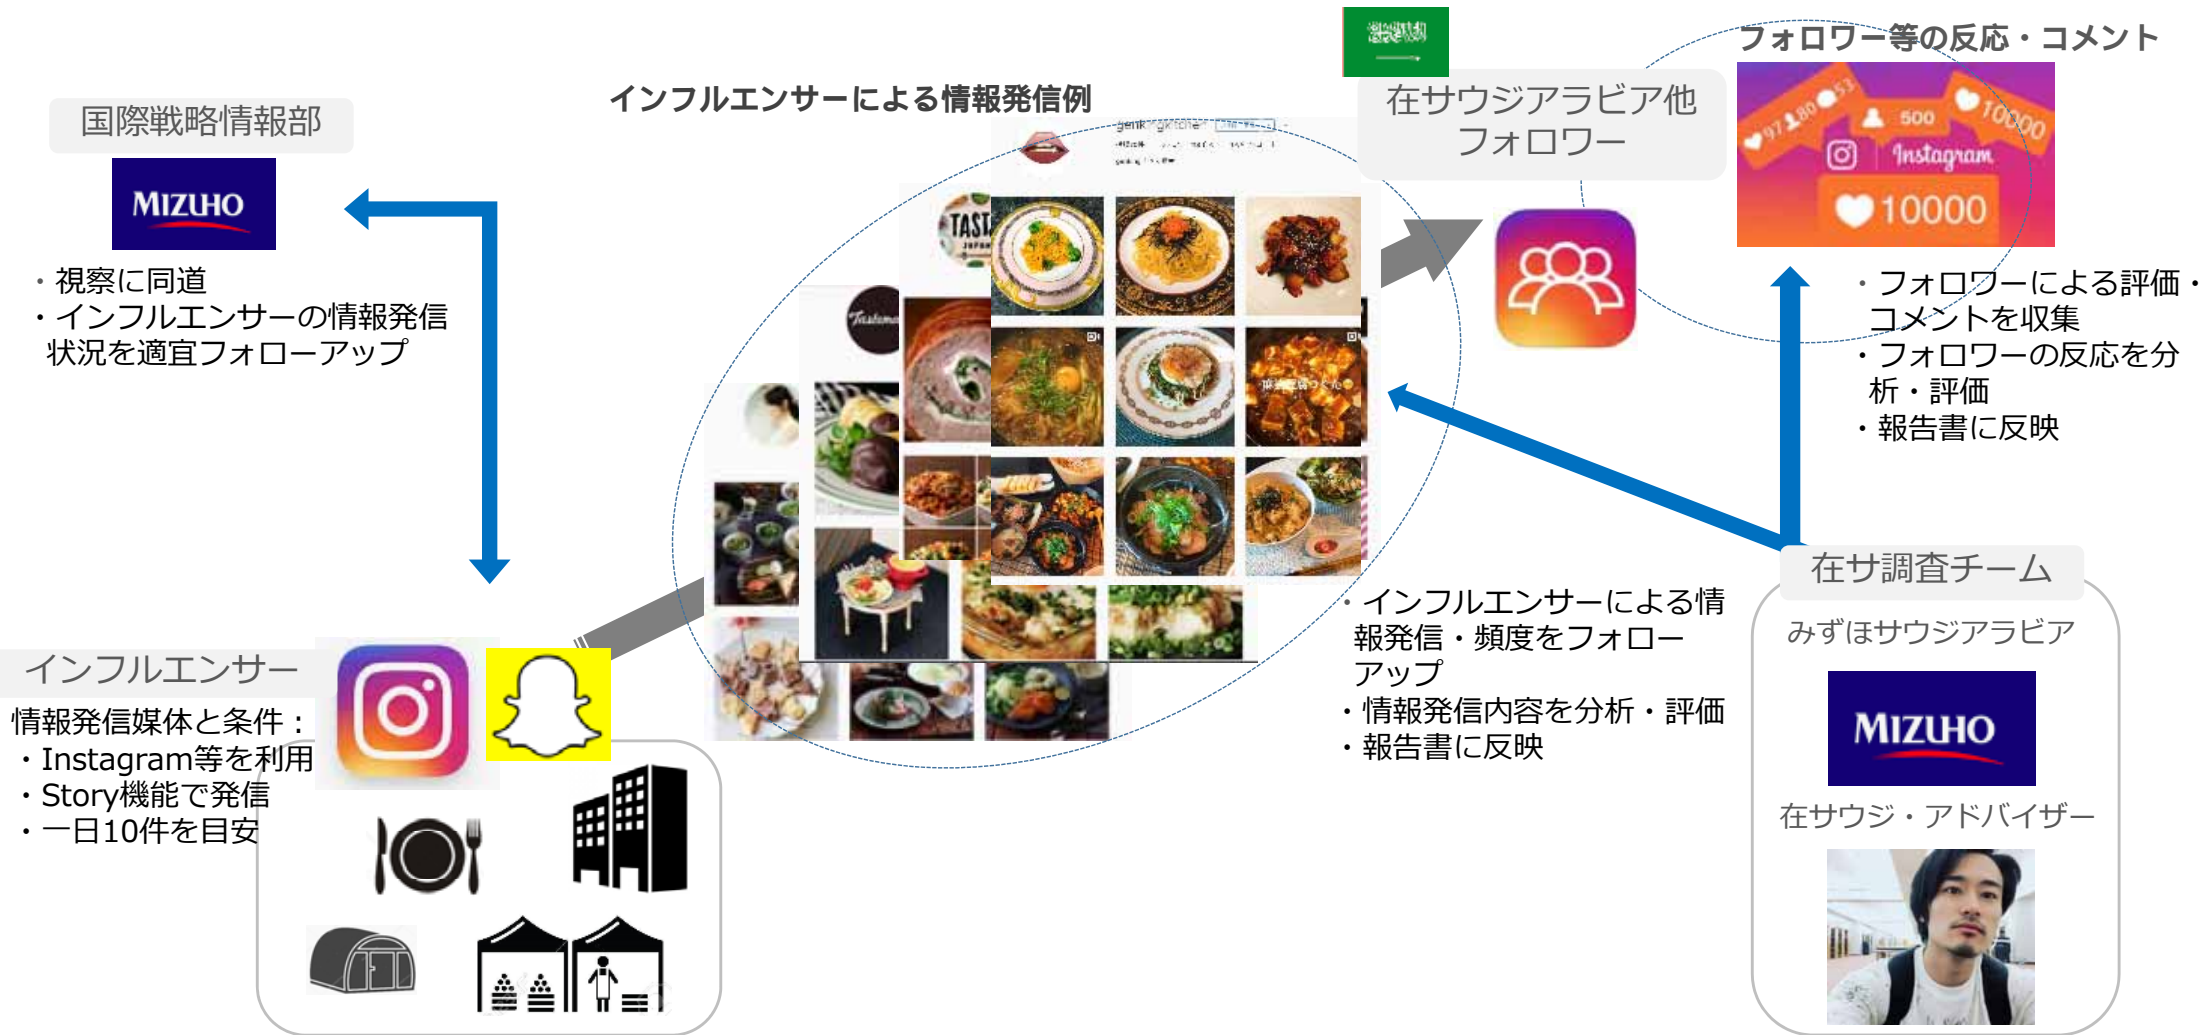 国際戦略情報部
MIZUHO
・視察に同道
・インフルエンサーの情報発信
状況を適宜フォローアップ
インフルエンサー
情報発信媒体と条件：
・Instagram等を利用
・Story機能で発信
・一日10件を目安
インフルエンサーによる情報発信例
TAST
JAPAN
Tastema
在サウジアラビア他
フォロワー
フォロワー等の反応・コメント
97 80 53
500
10000
Instagram
10000
・フォロワーによる評価・
コメントを収集
・フォロワーの反応を分
析・評価
・報告書に反映
・インフルエンサーによる情
報発信・頻度をフォロー
アップ
・情報発信内容を分析・評価
・報告書に反映
在サ調査チーム
みずほサウジアラビア
MIZUHO
在サウジ・アドバイザー